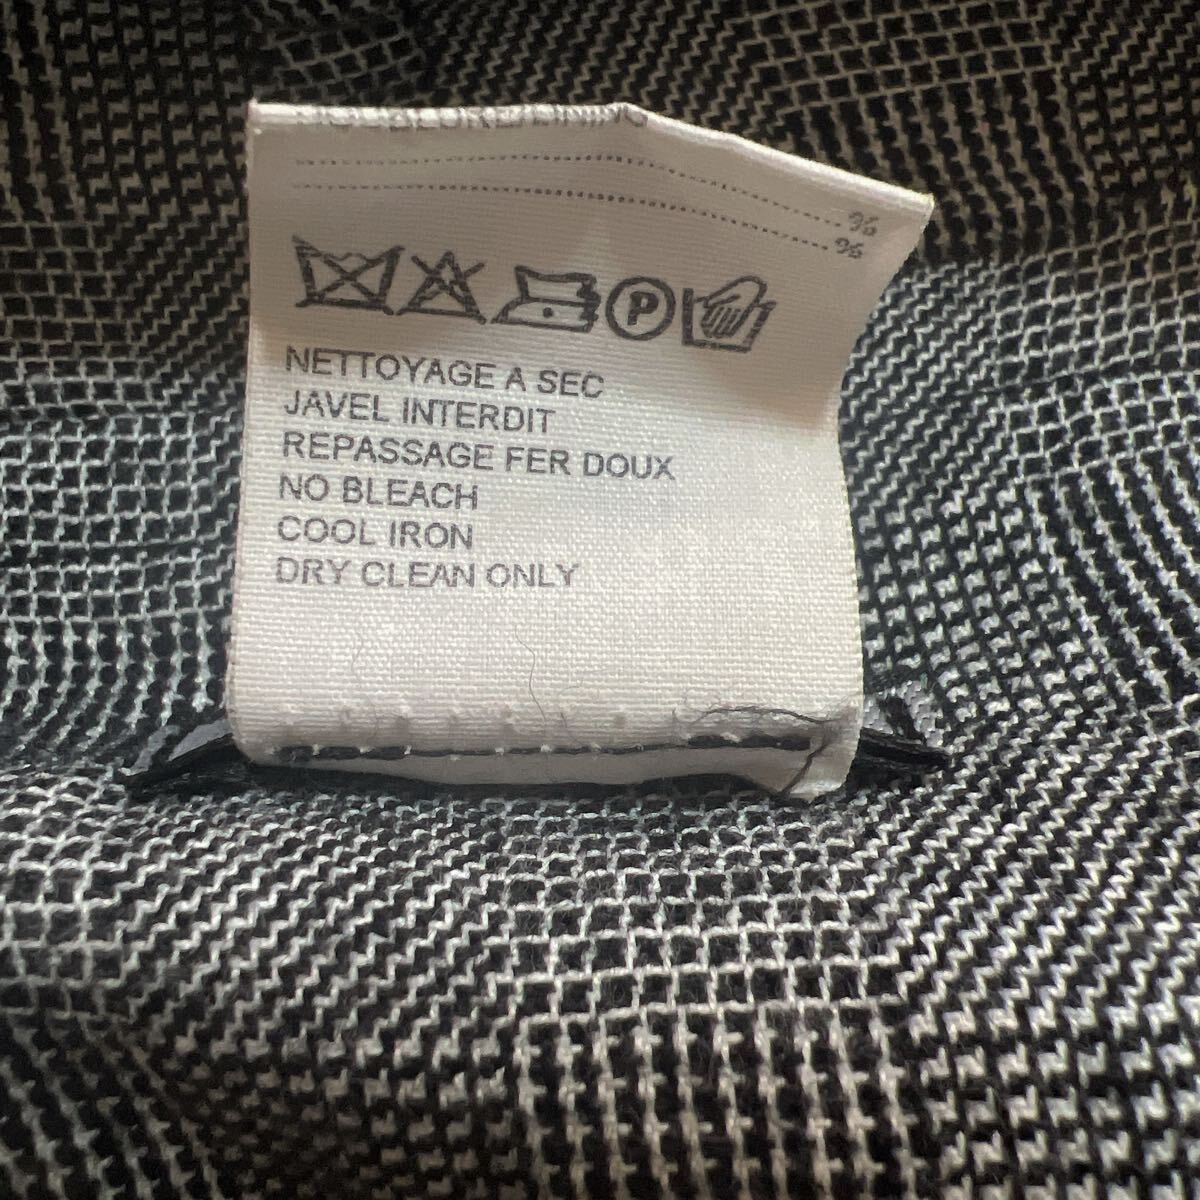 %
%
P
NETTOYAGE A SEC
JAVEL INTERDIT
REPASSAGE FER DOUX
NO BLEACH
COOL IRON
DRY CLEAN ONLY